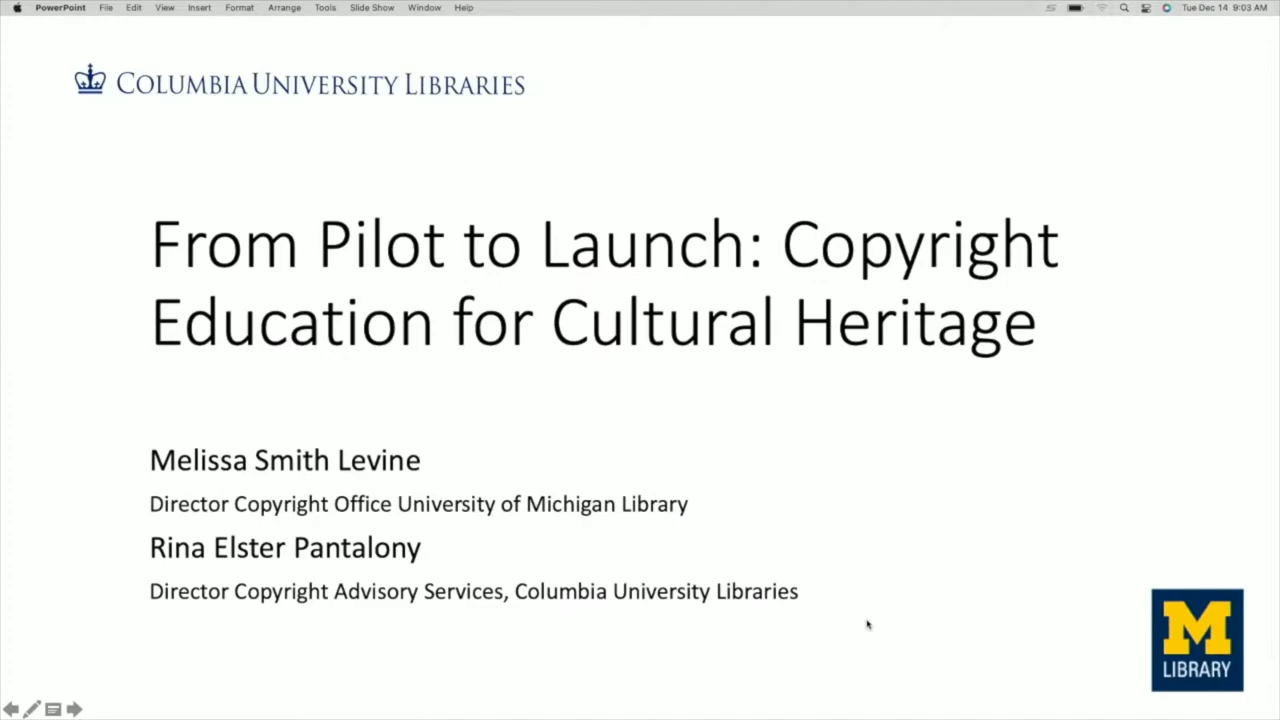 PowerPoint File Edit View Insert Format Arrange Tools Slide Show Window Help Tue Dec 14 9:03 AM
COLUMBIA UNIVERSITY LIBRARIES
From Pilot to Launch: Copyright
Education for Cultural Heritage
Melissa Smith Levine
Director Copyright Office University of Michigan Library
Rina Elster Pantalony
Director Copyright Advisory Services, Columbia University Libraries
M
LIBRARY